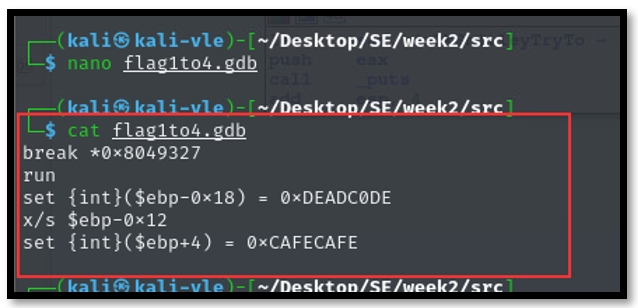 (kali㉿kali-vle)-[~/Desktop/SE/week2/src]
$ nano flag1to4.gdb
(kali㉿kali-vle)-[~/Desktop/SE/week2/src]
$ cat flag1to4.gdb
break *0×8049327
run
set {int}($ebp-0×18) = 0×DEADC0DE
x/s $ebp-0×12
set {int}($ebp+4) = 0×CAFECAFE
(kali㉿kali-vle)-[~/Desktop/SE/week2/src]